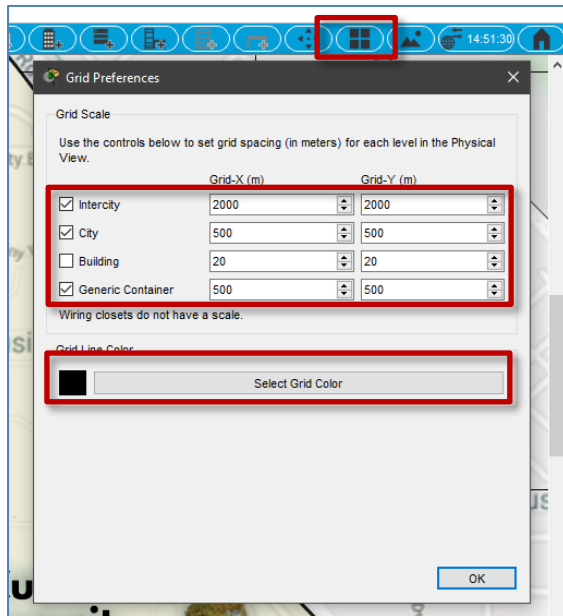 14:51:30
Grid Preferences
Grid Scale
Use the controls below to set grid spacing (in meters) for each level in the Physical
View.
Grid-X (m) Grid-Y (m)
Intercity 2000 2000
City 500 500
Building 20 20
Generic Container 500 500
Wiring closets do not have a scale.
Grid Line Color
Select Grid Color
OK